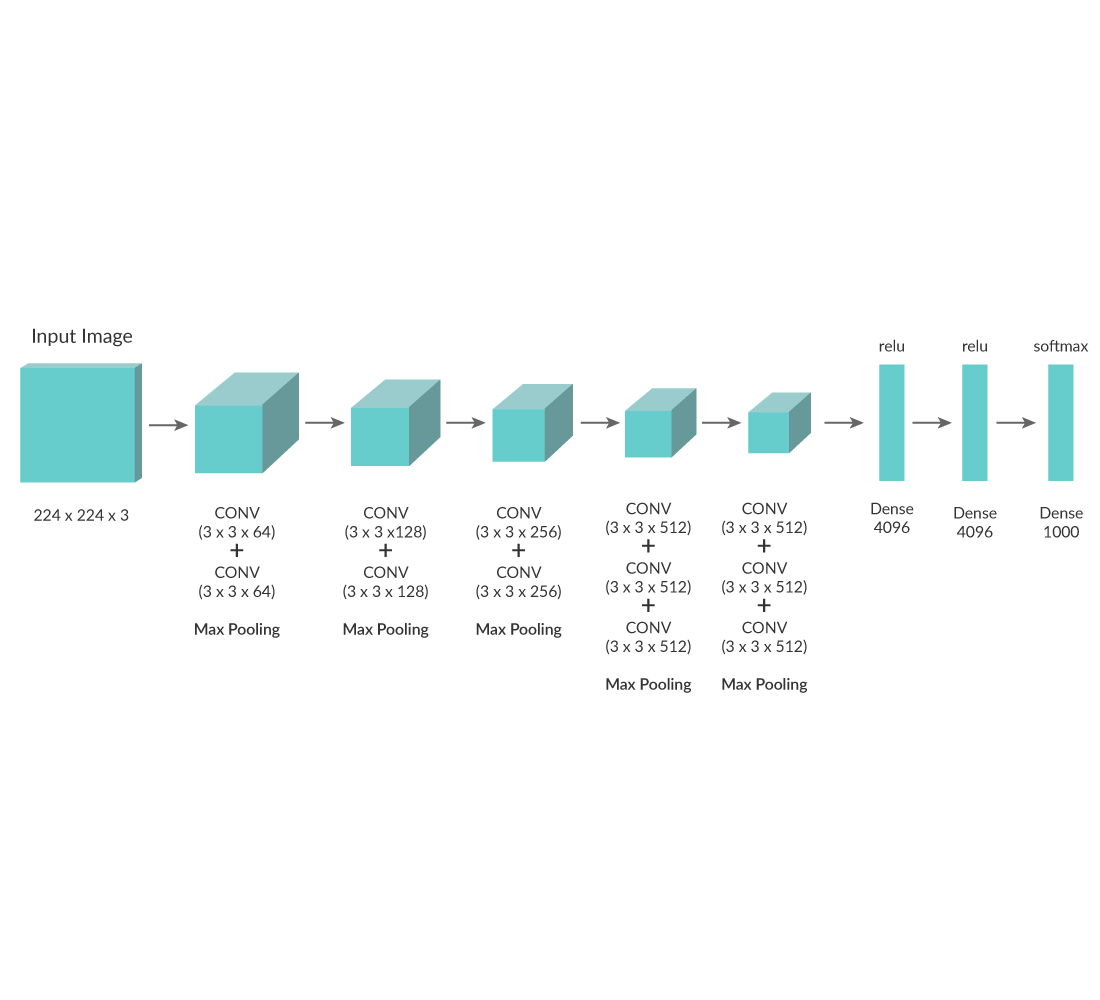 Input Image
224 x 224 x 3
CONV
(3 x 3 x 64)
+
CONV
(3 x 3 x 64)
Max Pooling
CONV
(3 x 3 x128)
+
CONV
(3 x 3 x 128)
Max Pooling
CONV
(3 x 3 x 256)
+
CONV
(3 x 3 x 256)
Max Pooling
CONV
(3 x 3 x 512)
+
CONV
(3 x 3 x 512)
+
CONV
(3 x 3 x 512)
Max Pooling
CONV
(3 x 3 x 512)
+
CONV
(3 x 3 x 512)
+
CONV
(3 x 3 x 512)
Max Pooling
relu
Dense
4096
relu
Dense
4096
softmax
Dense
1000